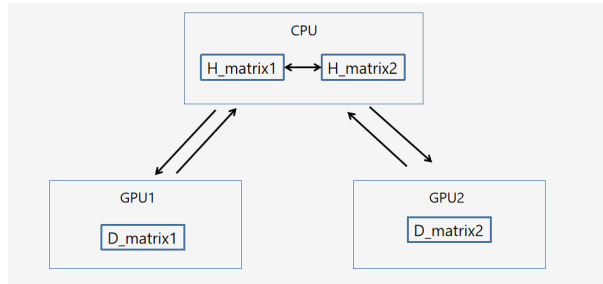 CPU
H_matrix1 H_matrix2
GPU1 GPU2
D_matrix1 D_matrix2